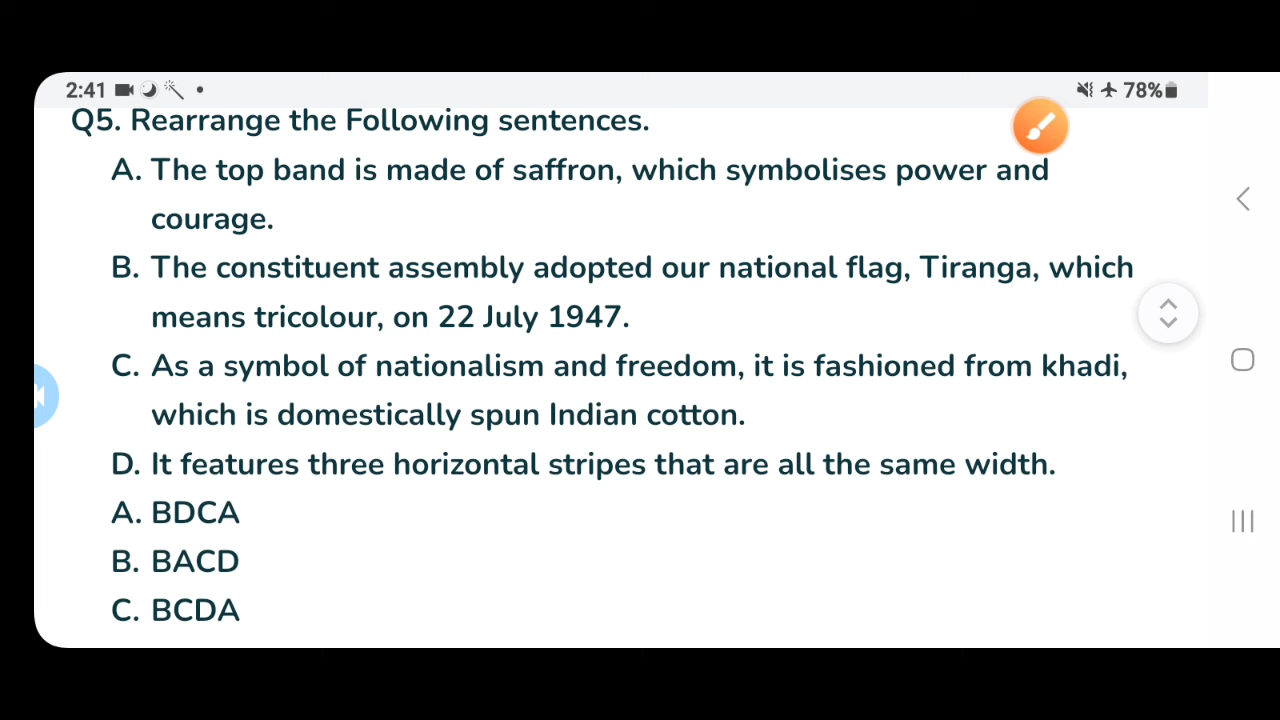 2:41 78%
Q5. Rearrange the Following sentences.
A. The top band is made of saffron, which symbolises power and
courage.
B. The constituent assembly adopted our national flag, Tiranga, which
means tricolour, on 22 July 1947.
C. As a symbol of nationalism and freedom, it is fashioned from khadi,
which is domestically spun Indian cotton.
D. It features three horizontal stripes that are all the same width.
A. BDCA
B. BACD
C. BCDA